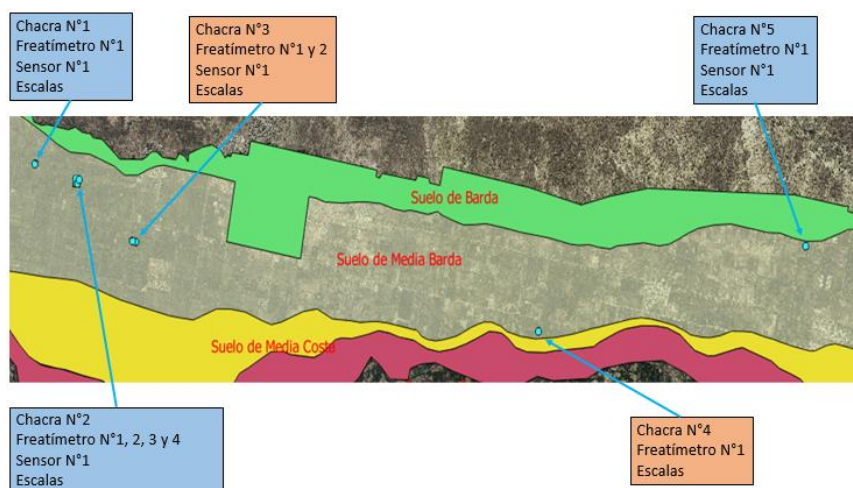 Chacra N°1
Freatímetro N°1
Sensor N°1
Escalas
Chacra N°3
Freatímetro N°1 y 2
Sensor N°1
Escalas
Chacra N°5
Freatímetro N°1
Sensor N°1
Escalas
Suelo de Barda
Suelo de Media Barda
Suelo de Media Costa
Chacra N°2
Freatímetro N°1, 2, 3 y 4
Sensor N°1
Escalas
Chacra N°4
Freatímetro N°1
Escalas